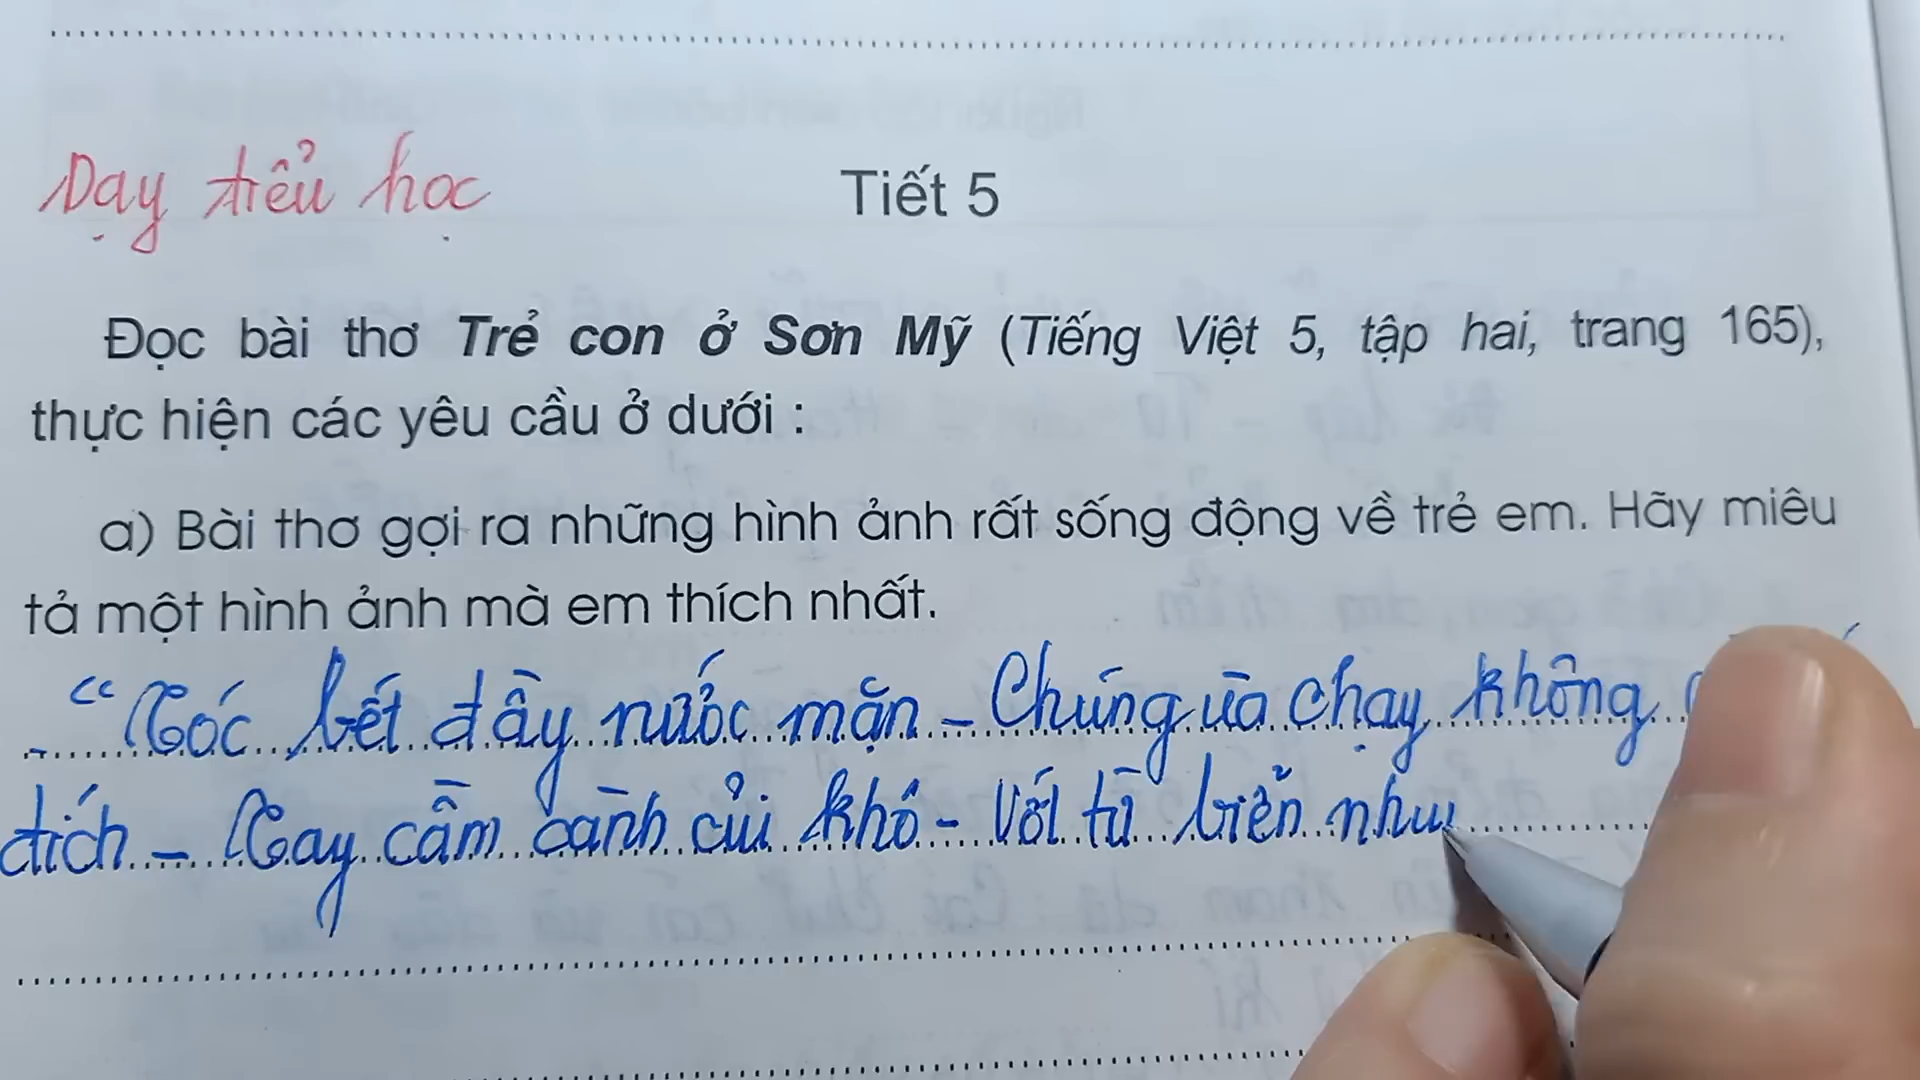 Dạy tiểu học
Tiết 5
Đọc bài thơ Trẻ con ở Sơn Mỹ (Tiếng Việt 5, tập hai, trang 165),
thực hiện các yêu cầu ở dưới :
a) Bài thơ gợi ra những hình ảnh rất sống động về trẻ em. Hãy miêu
tả một hình ảnh mà em thích nhất.
“Tóc bết đầy nước mặn - Chúng ùa chạy không
đích - Tay cầm cành củi khô - Vớt từ biển như